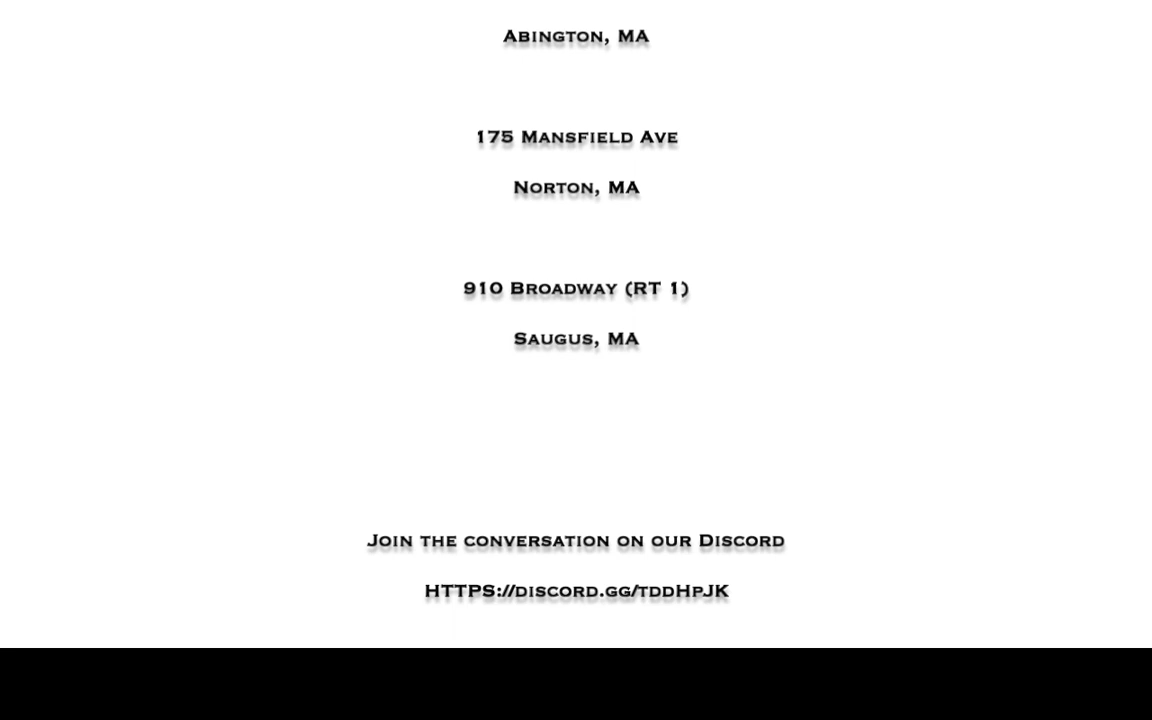 Abington, MA
175 Mansfield Ave
Norton, MA
910 Broadway (RT 1)
Saugus, MA
Join the conversation on our Discord
https://discord.gg/tddHpJK